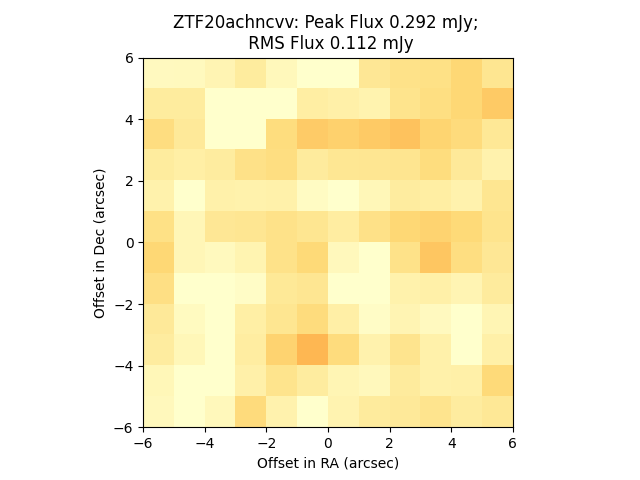 ZTF20achncvv: Peak Flux 0.292 mJy;
RMS Flux 0.112 mJy
6
4
2
0
−2
−4
−6
Offset in Dec (arcsec)
−6 −4 −2 0 2 4 6
Offset in RA (arcsec)